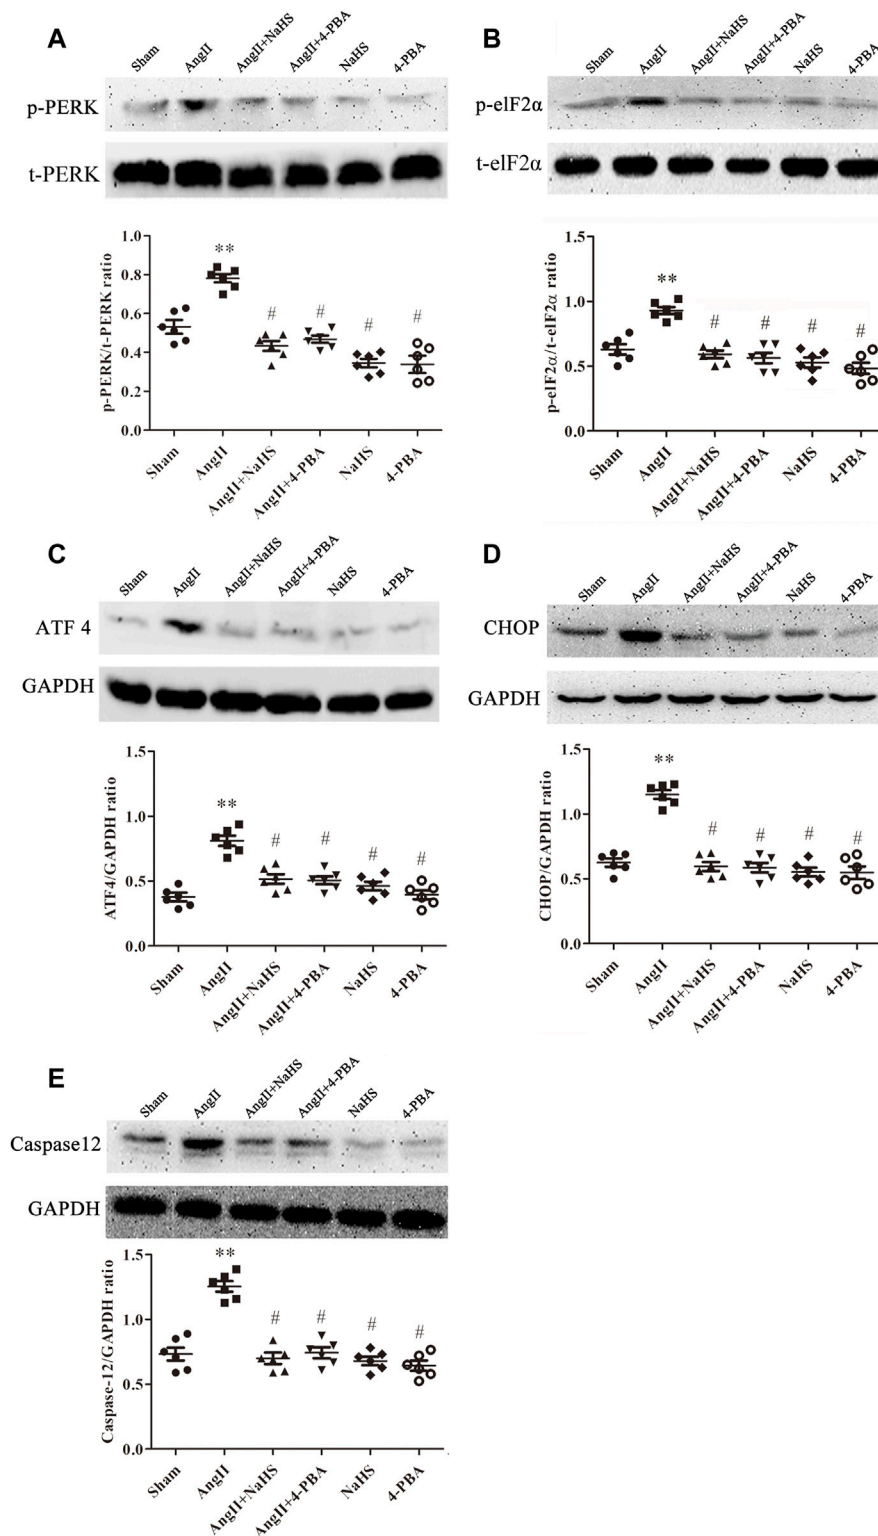 A
Sham AngII AngII+NaHS AngII+4-PBA NaHS 4-PBA
p-PERK
t-PERK
p-PERK/t-PERK ratio
1.0
0.8
0.6
0.4
0.2
0.0
**
# # # #
Sham AngII AngII+NaHS AngII+4-PBA NaHS 4-PBA
B
Sham AngII AngII+NaHS AngII+4-PBA NaHS 4-PBA
p-eIF2α
t-eIF2α
p-eIF2α/t-eIF2α ratio
1.5
1.0
0.5
0.0
**
# # # #
Sham AngII AngII+NaHS AngII+4-PBA NaHS 4-PBA
C
Sham AngII AngII+NaHS AngII+4-PBA NaHS 4-PBA
ATF 4
GAPDH
ATF4/GAPDH ratio
1.5
1.0
0.5
0.0
**
# # # #
Sham AngII AngII+NaHS AngII+4-PBA NaHS 4-PBA
D
Sham AngII AngII+NaHS AngII+4-PBA NaHS 4-PBA
CHOP
GAPDH
CHOP/GAPDH ratio
1.5
1.0
0.5
0.0
**
# # # #
Sham AngII AngII+NaHS AngII+4-PBA NaHS 4-PBA
E
Sham AngII AngII+NaHS AngII+4-PBA NaHS 4-PBA
Caspase12
GAPDH
Caspase-12/GAPDH ratio
1.5
1.0
0.5
0.0
**
# # # #
Sham AngII AngII+NaHS AngII+4-PBA NaHS 4-PBA